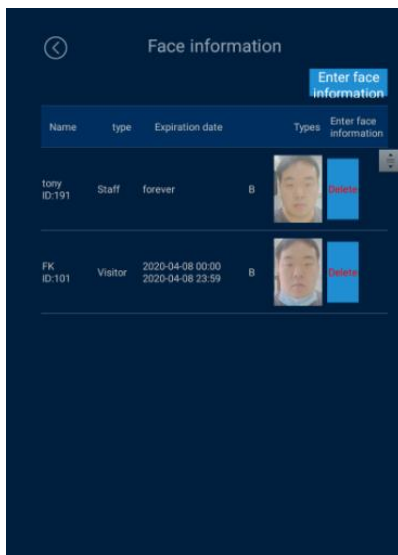 Face information
Enter face
information
Name type Expiration date Types Enter face
information
tony
ID:191 Staff forever B Delete
FK
ID:101 Visitor 2020-04-08 00:00
2020-04-08 23:59 B Delete